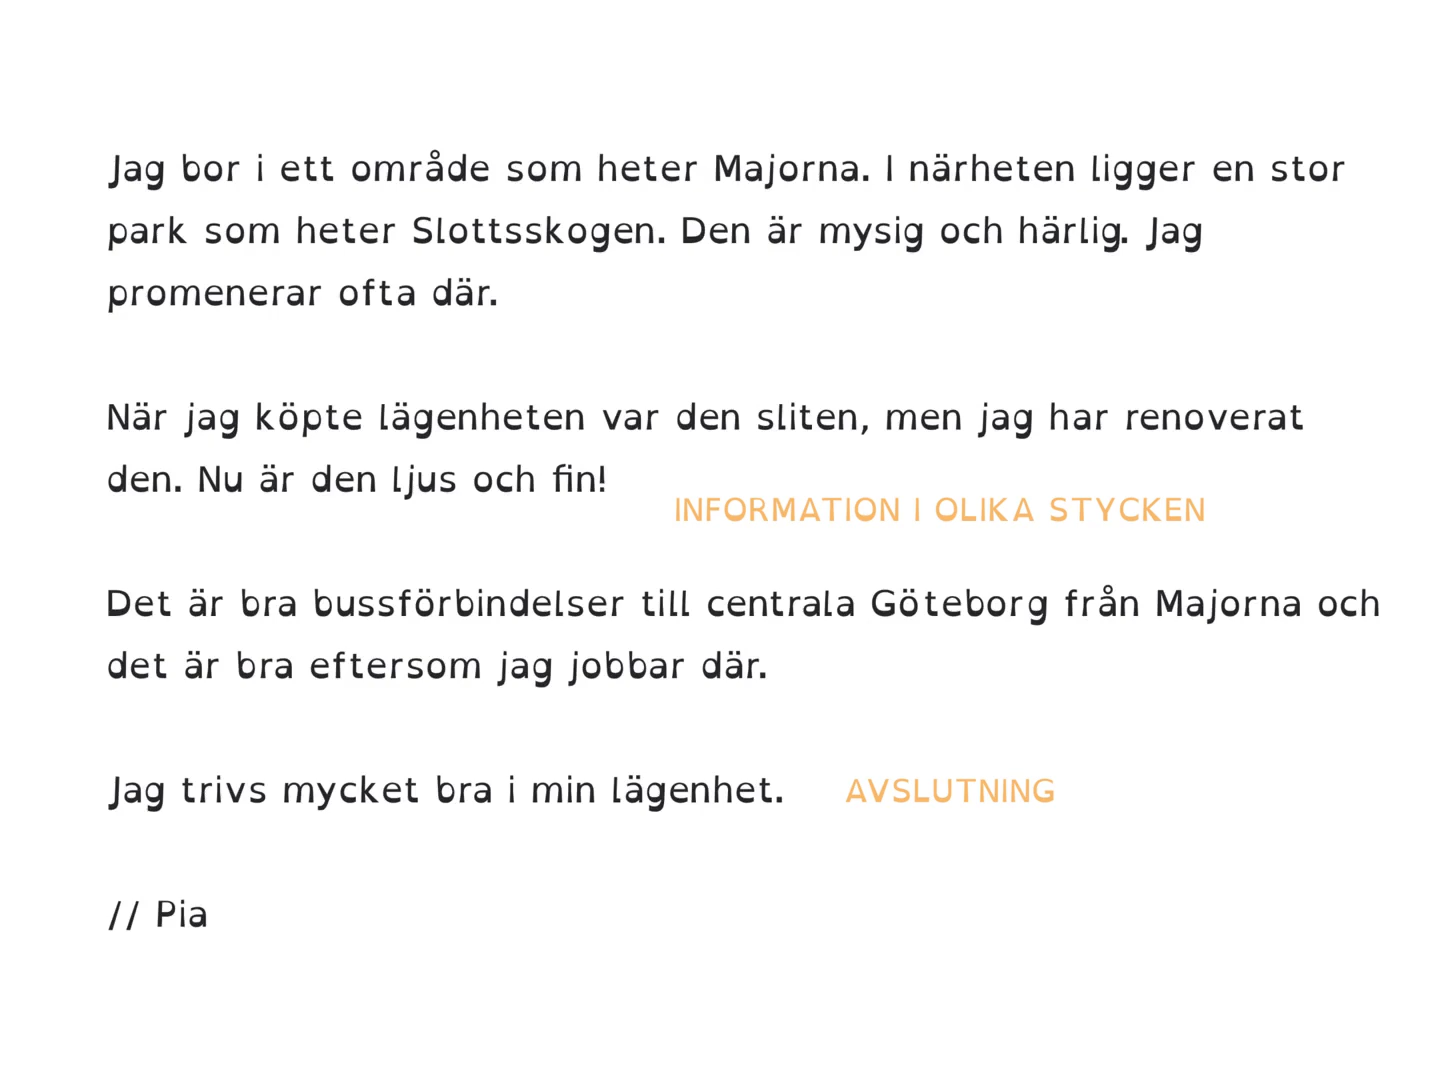 Jag bor i ett område som heter Majorna. I närheten ligger en stor
park som heter Slottsskogen. Den är mysig och härlig. Jag
promenerar ofta där.
När jag köpte lägenheten var den sliten, men jag har renoverat
den. Nu är den ljus och fin!
INFORMATION I OLIKA STYCKEN
Det är bra bussförbindelser till centrala Göteborg från Majorna och
det är bra eftersom jag jobbar där.
Jag trivs mycket bra i min lägenhet. AVSLUTNING
// Pia